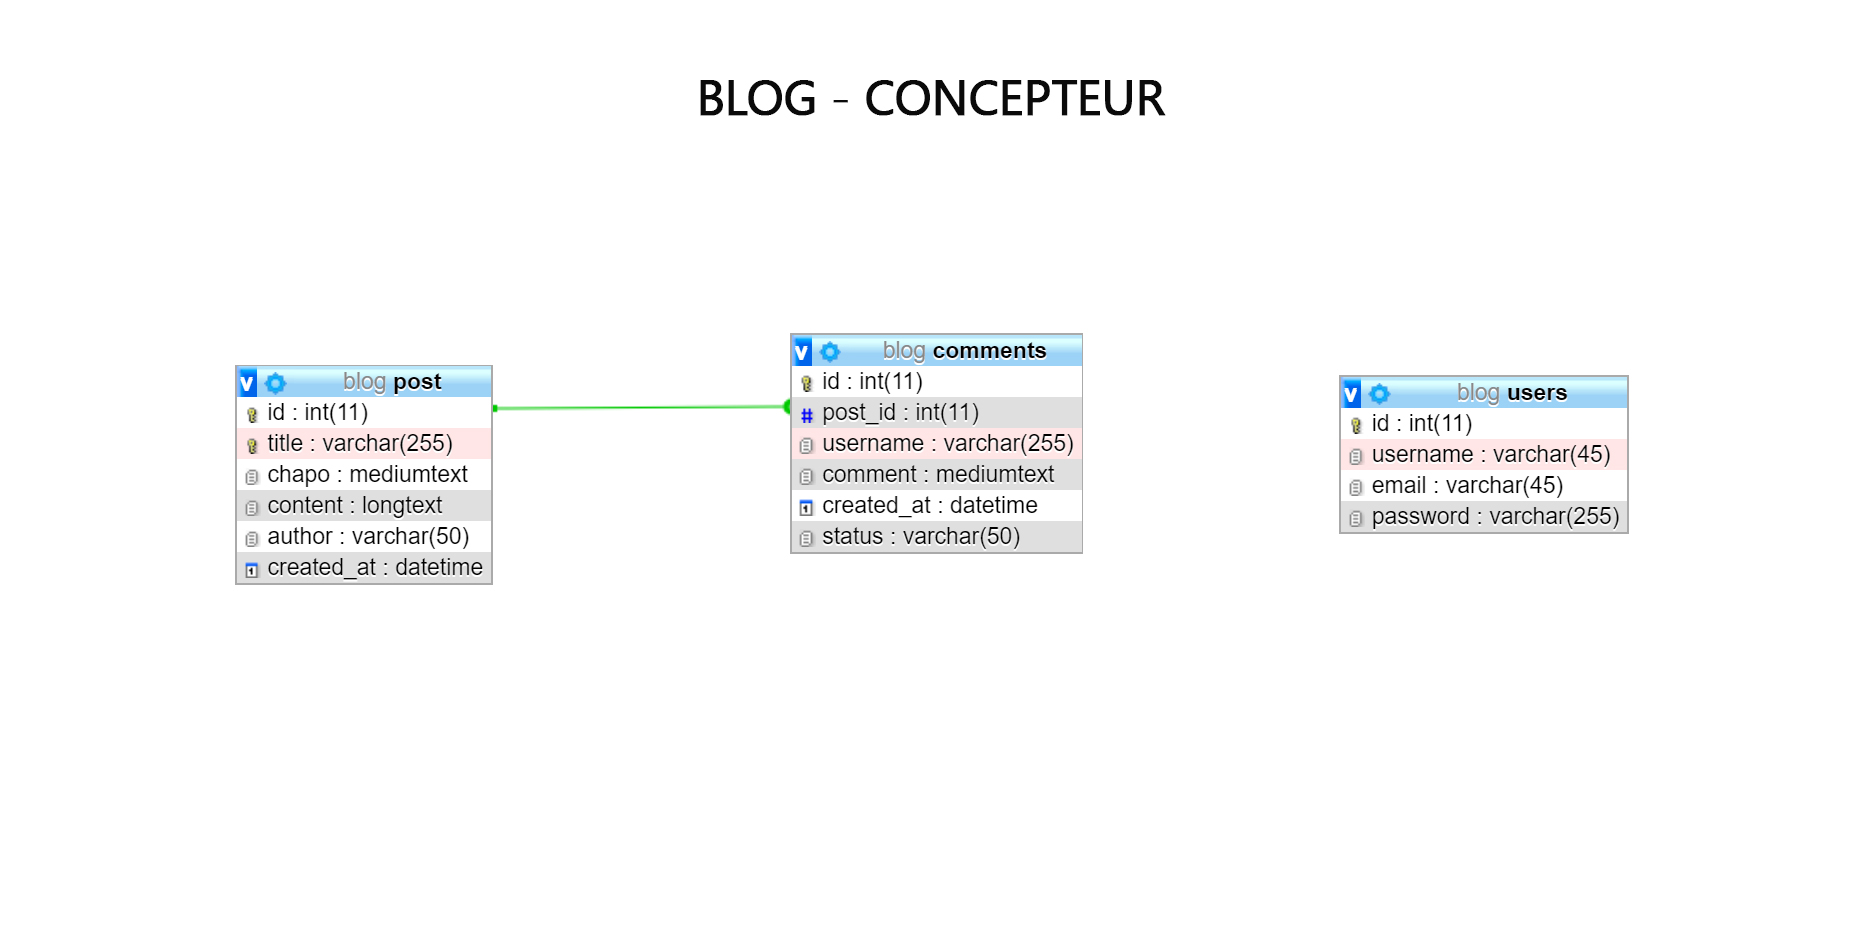 BLOG - CONCEPTEUR
v blog post
id : int(11)
title : varchar(255)
chapo : mediumtext
content : longtext
author : varchar(50)
created_at : datetime
v blog comments
id : int(11)
# post_id : int(11)
username : varchar(255)
comment : mediumtext
created_at : datetime
status : varchar(50)
v blog users
id : int(11)
username : varchar(45)
email : varchar(45)
password : varchar(255)